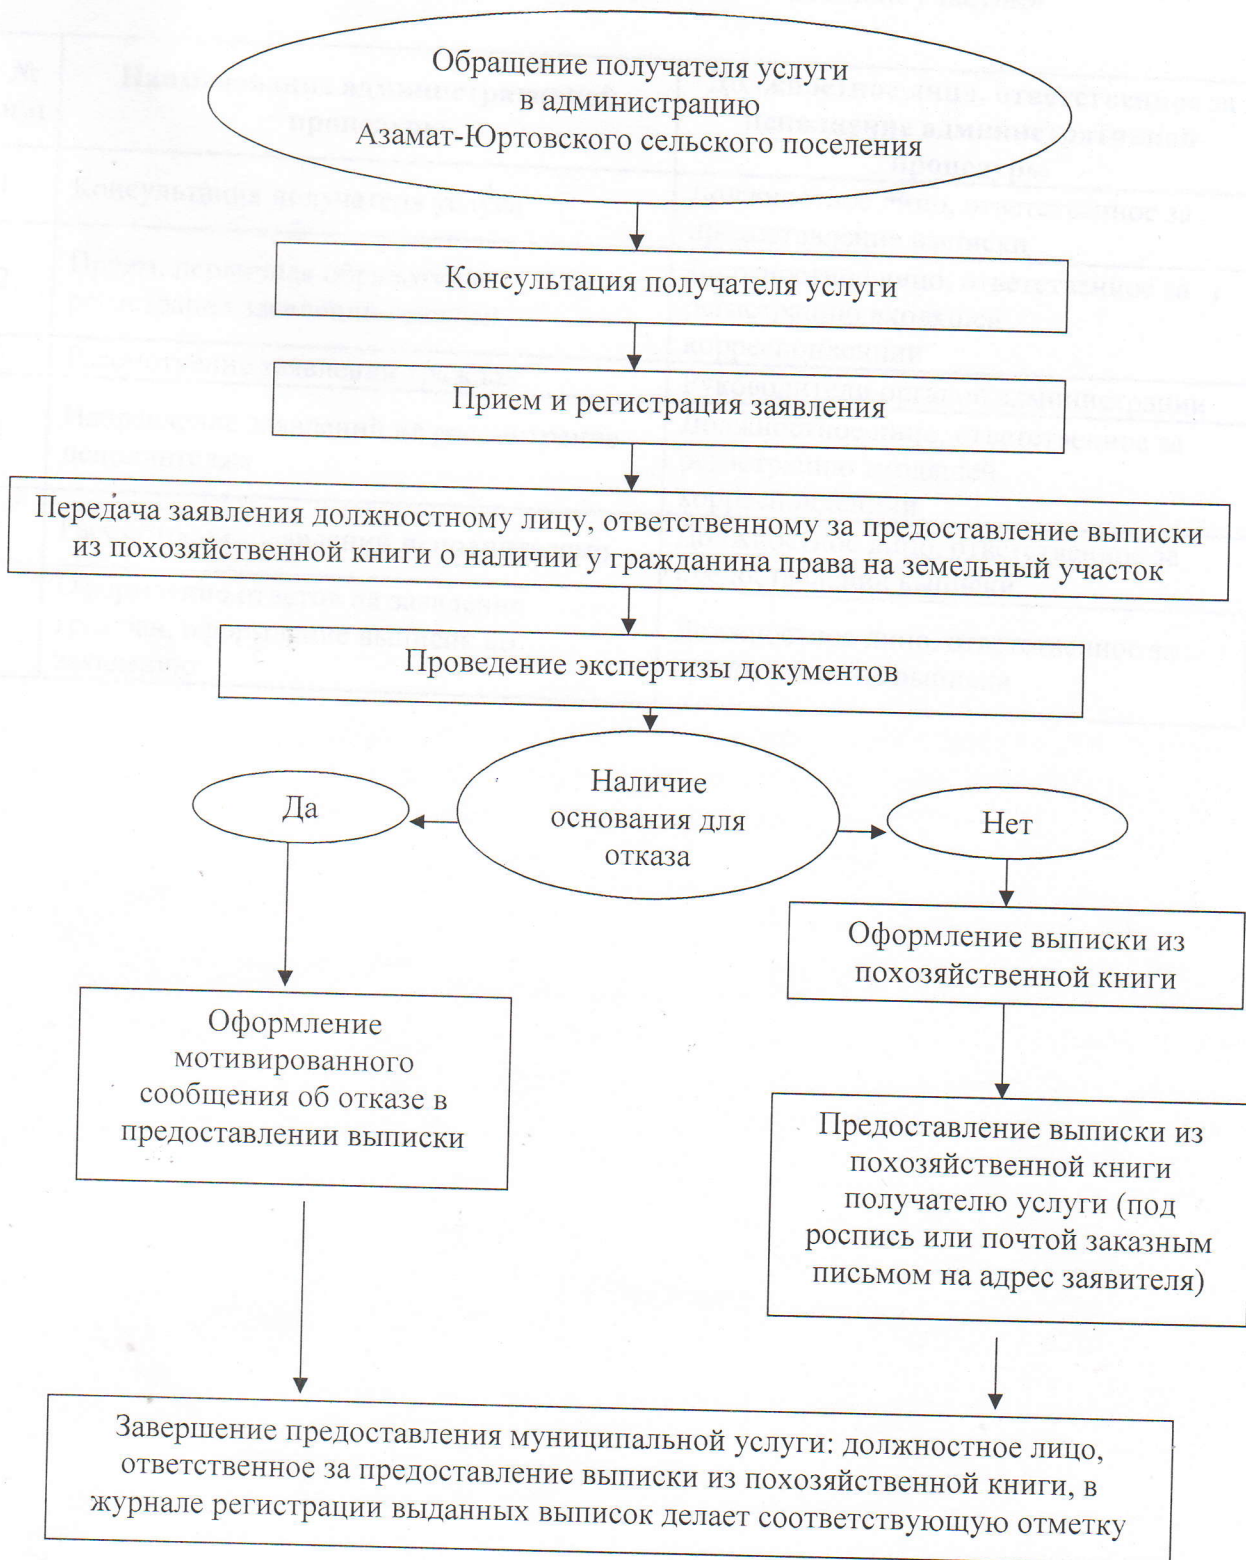 Обращение получателя услуги
в администрацию
Азамат-Юртовского сельского поселения
Консультация получателя услуги
Прием и регистрация заявления
Передача заявления должностному лицу, ответственному за предоставление выписки
из похозяйственной книги о наличии у гражданина права на земельный участок
Проведение экспертизы документов
Наличие
основания для
отказа
Да
Нет
Оформление выписки из
похозяйственной книги
Оформление
мотивированного
сообщения об отказе в
предоставлении выписки
Предоставление выписки из
похозяйственной книги
получателю услуги (под
роспись или почтой заказным
письмом на адрес заявителя)
Завершение предоставления муниципальной услуги: должностное лицо,
ответственное за предоставление выписки из похозяйственной книги, в
журнале регистрации выданных выписок делает соответствующую отметку